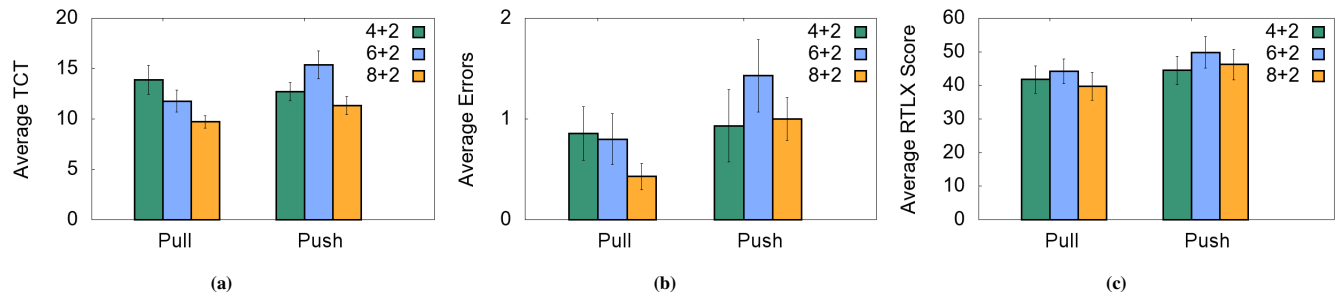 Average TCT
20
15
10
5
0
Pull
Push
4+2
6+2
8+2
(a)
Average Errors
2
1
0
Pull
Push
4+2
6+2
8+2
(b)
Average RTLX Score
60
50
40
30
20
10
0
Pull
Push
4+2
6+2
8+2
(c)